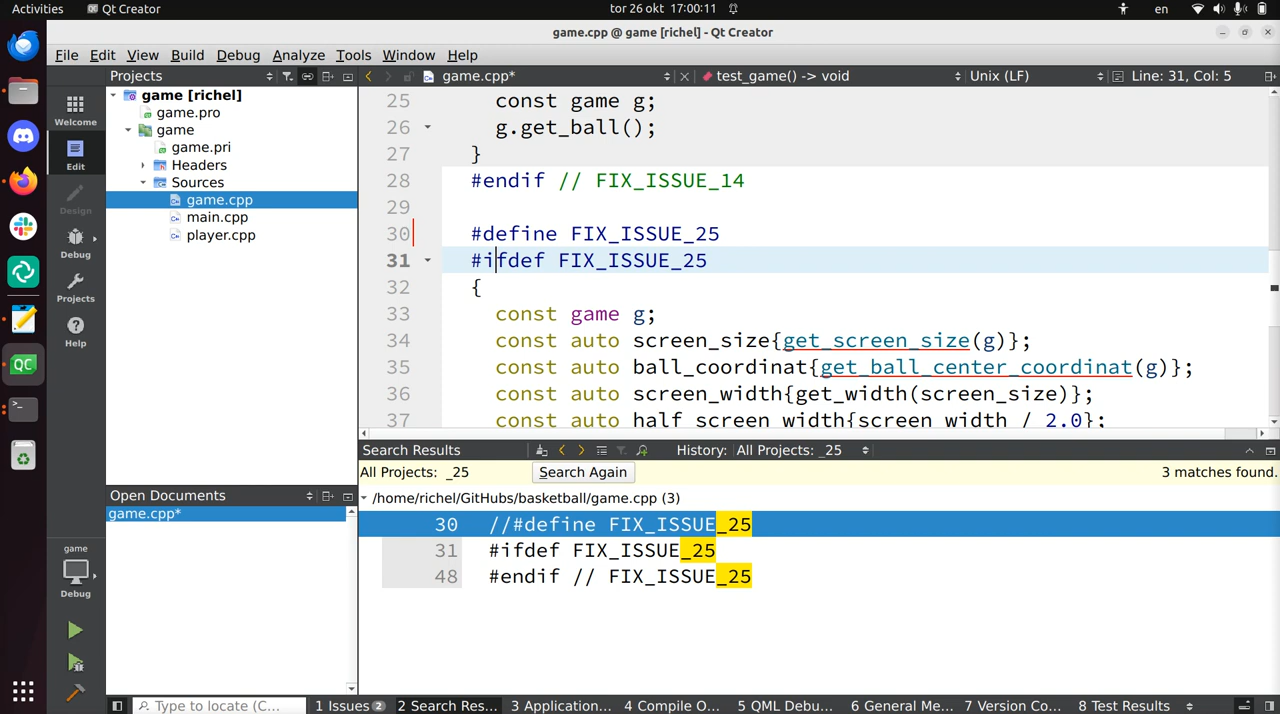 Activities Qt Creator tor 26 okt 17:00:11 en
game.cpp @ game [richel] - Qt Creator
File Edit View Build Debug Analyze Tools Window Help
Projects game.cpp* test_game() -> void Unix (LF) Line: 31, Col: 5
Welcome
Edit
Design
Debug
Projects
Help
game
Debug
game [richel]
game.pro
game
game.pri
Headers
Sources
game.cpp
main.cpp
player.cpp
Open Documents
game.cpp*
25 const game g;
26 g.get_ball();
27 }
28 #endif // FIX_ISSUE_14
29
30 #define FIX_ISSUE_25
31 #ifdef FIX_ISSUE_25
32 {
33 const game g;
34 const auto screen_size{get_screen_size(g)};
35 const auto ball_coordinat{get_ball_center_coordinat(g)};
36 const auto screen_width{get_width(screen_size)};
37 const auto half_screen_width{screen_width / 2.0};
Search Results History: All Projects: _25
All Projects: _25 Search Again 3 matches found.
/home/richel/GitHubs/basketball/game.cpp (3)
30 //#define FIX_ISSUE_25
31 #ifdef FIX_ISSUE_25
48 #endif // FIX_ISSUE_25
Type to locate (C... 1 Issues 2 2 Search Res... 3 Application... 4 Compile O... 5 QML Debu... 6 General Me... 7 Version Co... 8 Test Results
QC